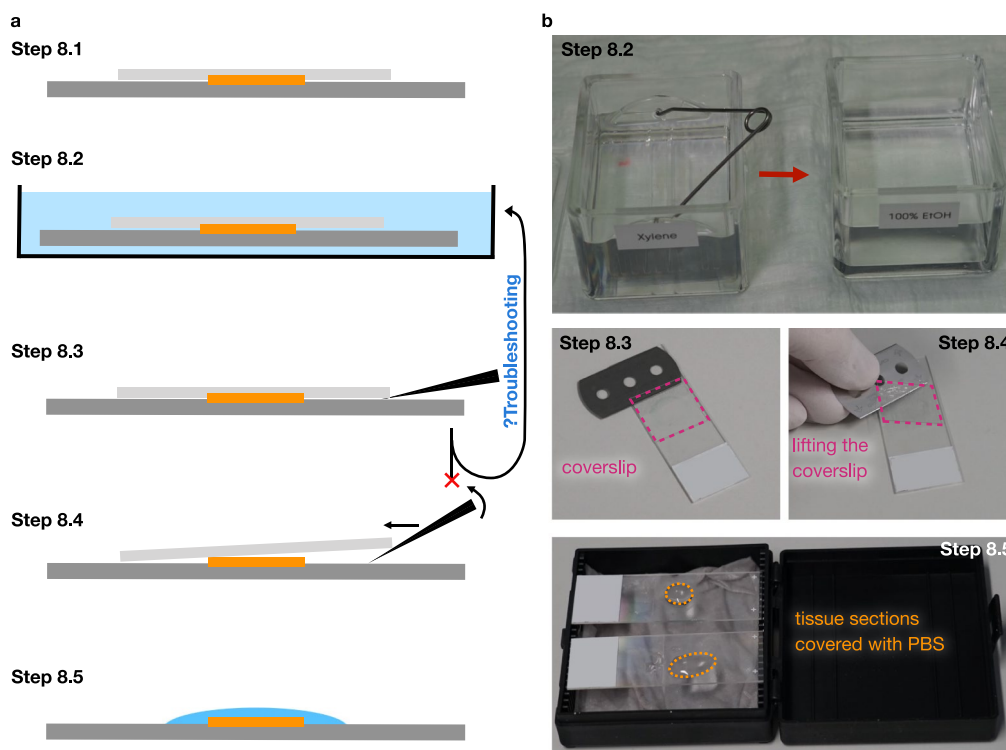 a
Step 8.1
Step 8.2
Step 8.3
?Troubleshooting
Step 8.4
Step 8.5
b
Step 8.2
Xylene
100% EtOH
Step 8.3
coverslip
Step 8.4
lifting the
coverslip
Step 8.5
tissue sections
covered with PBS